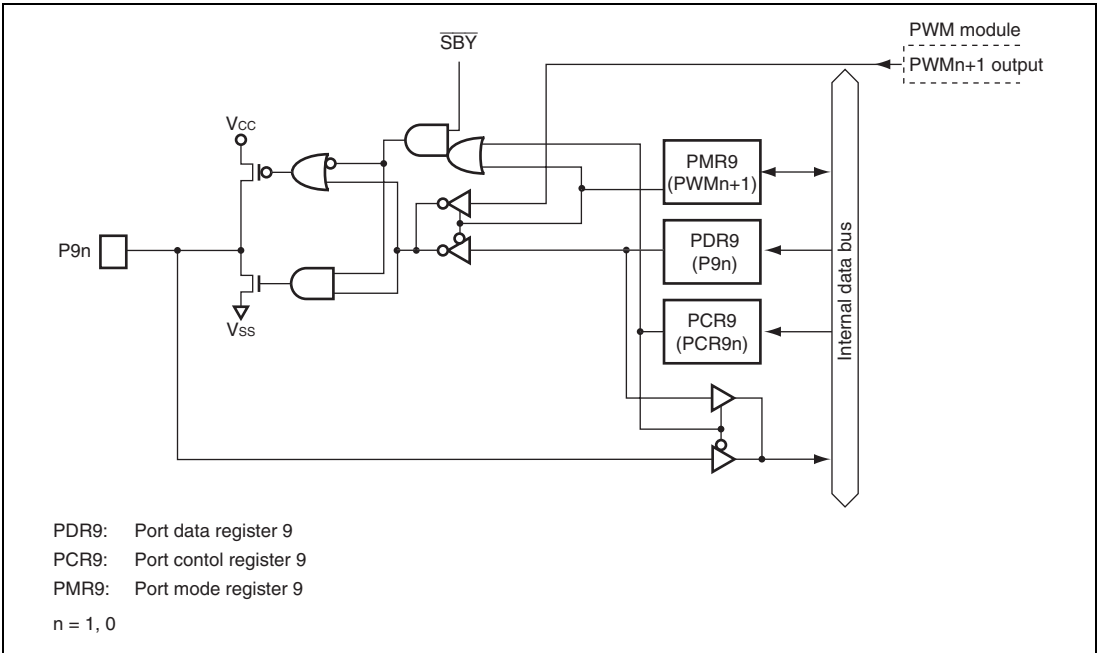 PWM module
SBY
PWMn+1 output
VCC
PMR9
(PWMn+1)
PDR9
(P9n)
P9n
PCR9
(PCR9n)
VSS
Internal data bus
PDR9: Port data register 9
PCR9: Port contol register 9
PMR9: Port mode register 9
n = 1, 0